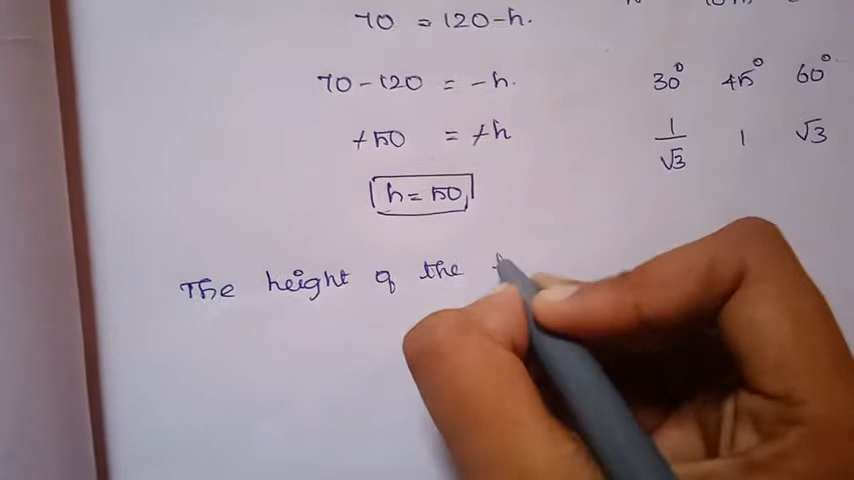 70 = 120-h.
70-120 = -h.
30° 45° 60°
+50 = +h
1/√3 1 √3
h = 50
The height of the